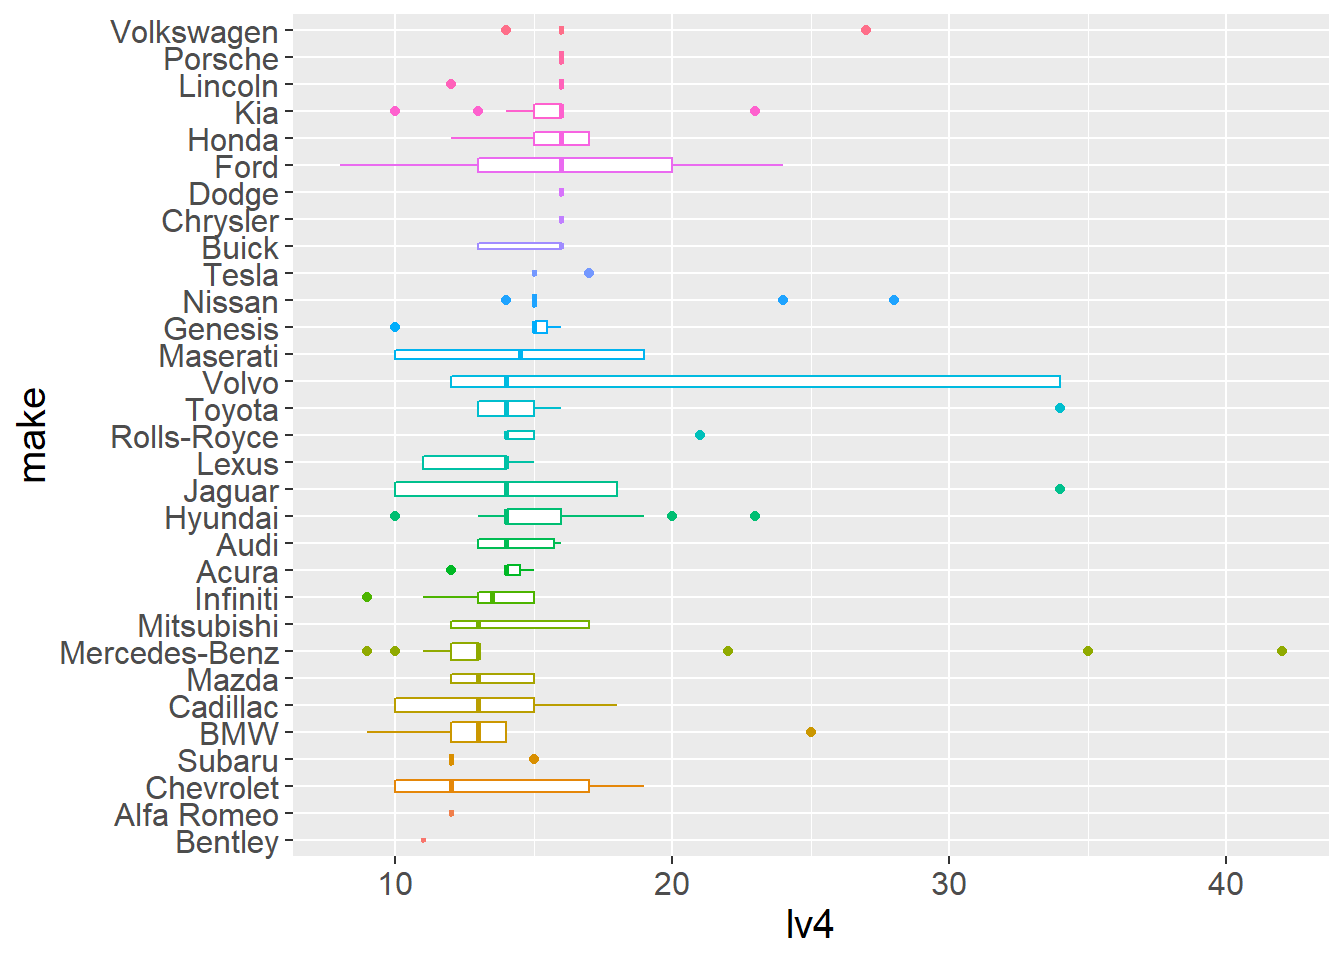 Volkswagen
Porsche
Lincoln
Kia
Honda
Ford
Dodge
Chrysler
Buick
Tesla
Nissan
Genesis
Maserati
Volvo
Toyota
Rolls-Royce
Lexus
Jaguar
Hyundai
Audi
Acura
Infiniti
Mitsubishi
Mercedes-Benz
Mazda
Cadillac
BMW
Subaru
Chevrolet
Alfa Romeo
Bentley
make
10 20 30 40
lv4